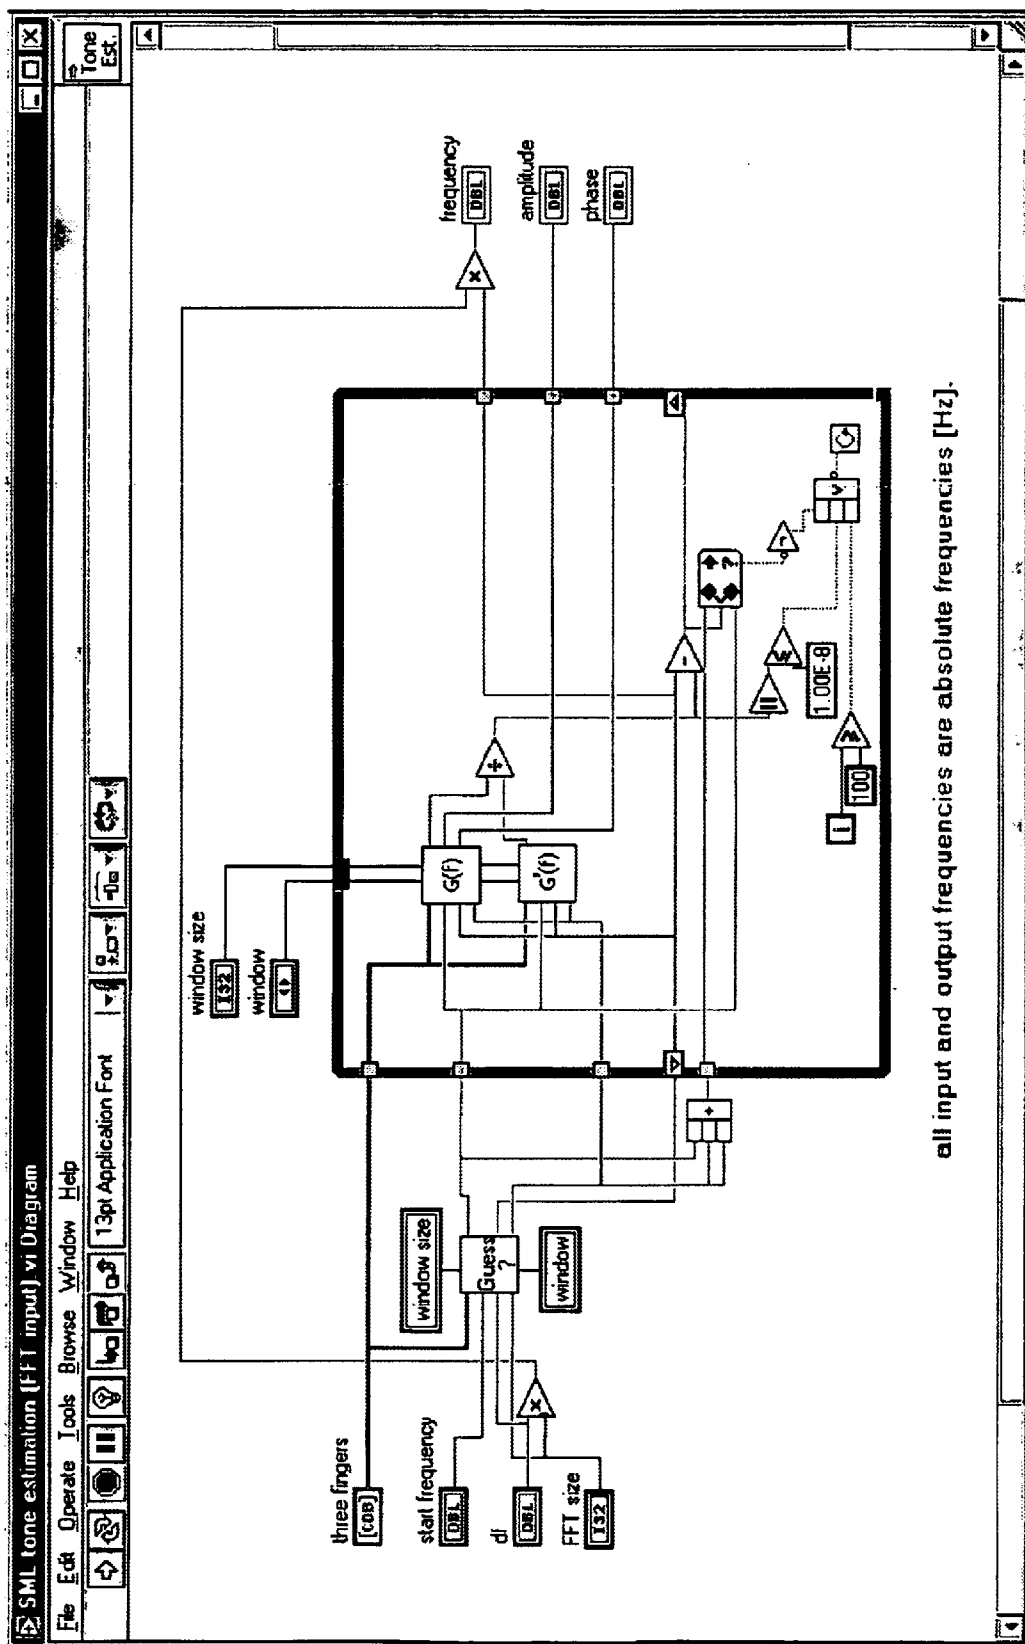 SML tone estimation (FFT input).vi Diagram
File Edit Operate Tools Browse Window Help
13pt Application Font
Tone
Est.
window size
I32
window
three fingers
[CDB]
start frequency
DBL
df
DBL
FFT size
I32
window size
Guess
?
window
G(f)
G'(f)
frequency
DBL
amplitude
DBL
phase
DBL
?
1.00E-8
i
100
all input and output frequencies are absolute frequencies [Hz].